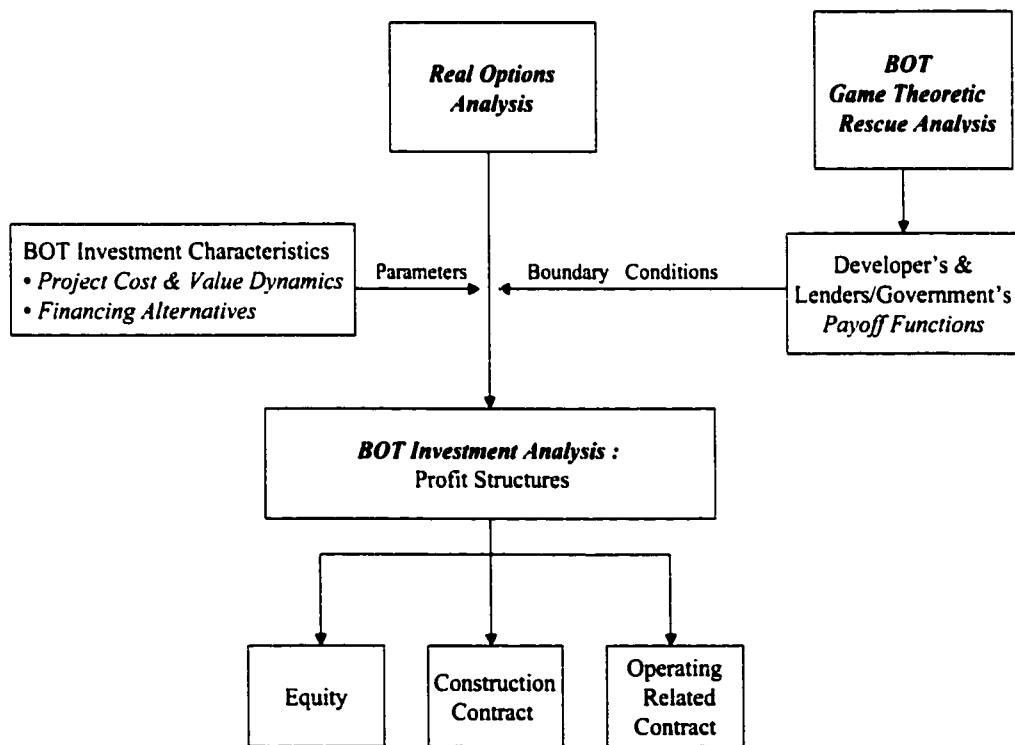 Real Options
Analysis
BOT
Game Theoretic
Rescue Analysis
BOT Investment Characteristics
• Project Cost & Value Dynamics
• Financing Alternatives
Parameters
Boundary Conditions
Developer's &
Lenders/Government's
Payoff Functions
BOT Investment Analysis :
Profit Structures
Equity
Construction
Contract
Operating
Related
Contract